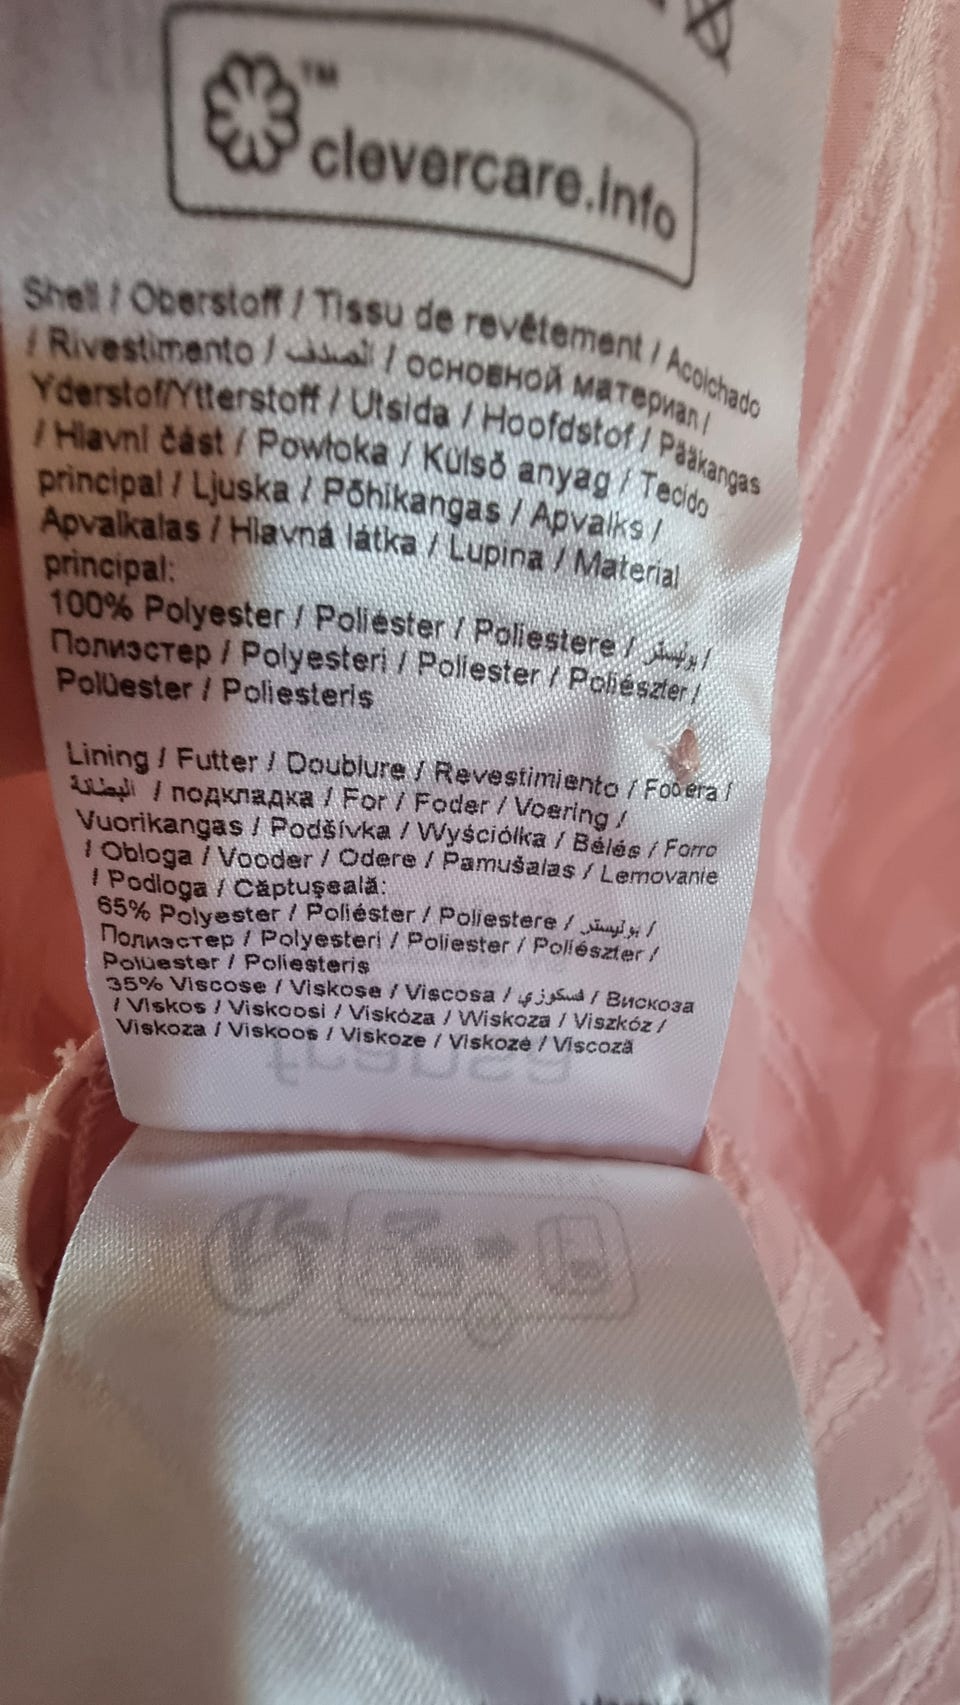 ™
clevercare.info
Shell / Oberstoff / Tissu de revêtement / Acolchado
/ Rivestimento / الصدف / основной материал /
Yderstof/Ytterstoff / Utsida / Hoofdstof / Pääkangas
/ Hlavní část / Powłoka / Külső anyag / Tecido
principal / Ljuska / Põhikangas / Apvalks /
Apvalkalas / Hlavná látka / Lupina / Material
principal:
100% Polyester / Poliéster / Poliestere / بوليستر /
Полиэстер / Polyesteri / Poliester / Poliészter /
Polüester / Poliesteris
Lining / Futter / Doublure / Revestimiento / Fodera /
البطانة / подкладка / For / Foder / Voering /
Vuorikangas / Podšívka / Wyściółka / Bélés / Forro
/ Obloga / Vooder / Odere / Pamušalas / Lemovanie
/ Podloga / Căptuşeală:
65% Polyester / Poliéster / Poliestere / بوليستر /
Полиэстер / Polyesteri / Poliester / Poliészter /
Polüester / Poliesteris
35% Viscose / Viskose / Viscosa / فسكوزي / Вискоза
/ Viskos / Viskoosi / Viskóza / Wiskoza / Viszkóz /
Viskoza / Viskoos / Viskoze / Viskozė / Viscoză